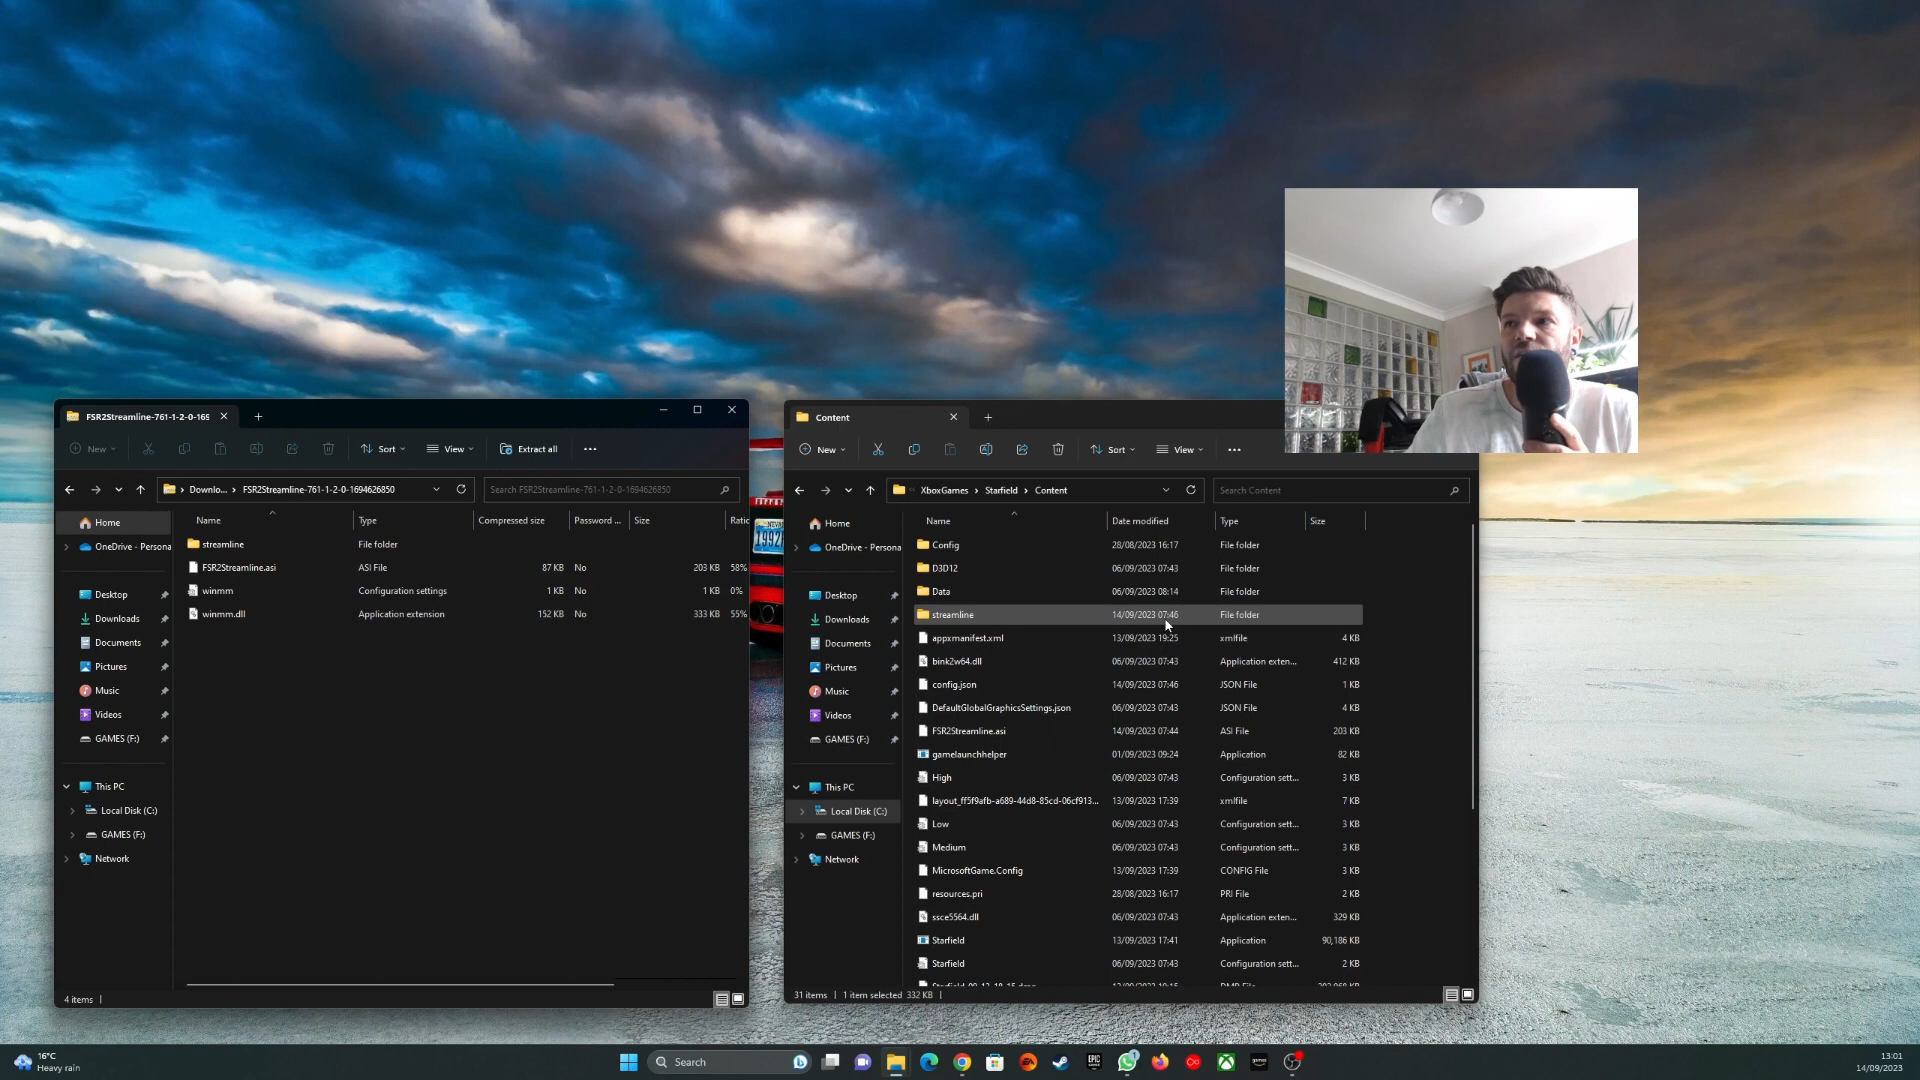 FSR2Streamline-761-1-2-0-169
New
Sort
View
Extract all
Downlo...
FSR2Streamline-761-1-2-0-1694626850
Search FSR2Streamline-761-1-2-0-1694626850
Name
Type
Compressed size
Password ...
Size
Ratio
streamline
File folder
FSR2Streamline.asi
ASI File
87 KB
No
203 KB
58%
winmm
Configuration settings
1 KB
No
1 KB
0%
winmm.dll
Application extension
152 KB
No
333 KB
55%
Home
OneDrive - Persona
Desktop
Downloads
Documents
Pictures
Music
Videos
GAMES (F:)
This PC
Local Disk (C:)
GAMES (F:)
Network
4 items
1992
Content
New
Sort
View
XboxGames
Starfield
Content
Search Content
Name
Date modified
Type
Size
Config
28/08/2023 16:17
File folder
D3D12
06/09/2023 07:43
File folder
Data
06/09/2023 08:14
File folder
streamline
14/09/2023 07:46
File folder
appxmanifest.xml
13/09/2023 19:25
xmlfile
4 KB
bink2w64.dll
06/09/2023 07:43
Application exten...
412 KB
config.json
14/09/2023 07:46
JSON File
1 KB
DefaultGlobalGraphicsSettings.json
06/09/2023 07:43
JSON File
4 KB
FSR2Streamline.asi
14/09/2023 07:44
ASI File
203 KB
gamelaunchhelper
01/09/2023 09:24
Application
82 KB
High
06/09/2023 07:43
Configuration sett...
3 KB
layout_ff5f9afb-a689-44d8-85cd-06cf913...
13/09/2023 17:39
xmlfile
7 KB
Low
06/09/2023 07:43
Configuration sett...
3 KB
Medium
06/09/2023 07:43
Configuration sett...
3 KB
MicrosoftGame.Config
13/09/2023 17:39
CONFIG File
3 KB
resources.pri
28/08/2023 16:17
PRI File
2 KB
ssce5564.dll
06/09/2023 07:43
Application exten...
329 KB
Starfield
13/09/2023 17:41
Application
90,186 KB
Starfield
06/09/2023 07:43
Configuration sett...
2 KB
Home
OneDrive - Persona
Desktop
Downloads
Documents
Pictures
Music
Videos
GAMES (F:)
This PC
Local Disk (C:)
GAMES (F:)
Network
31 items
1 item selected 332 KB
16°C
Heavy rain
Search
EPIC
13:01
14/09/2023